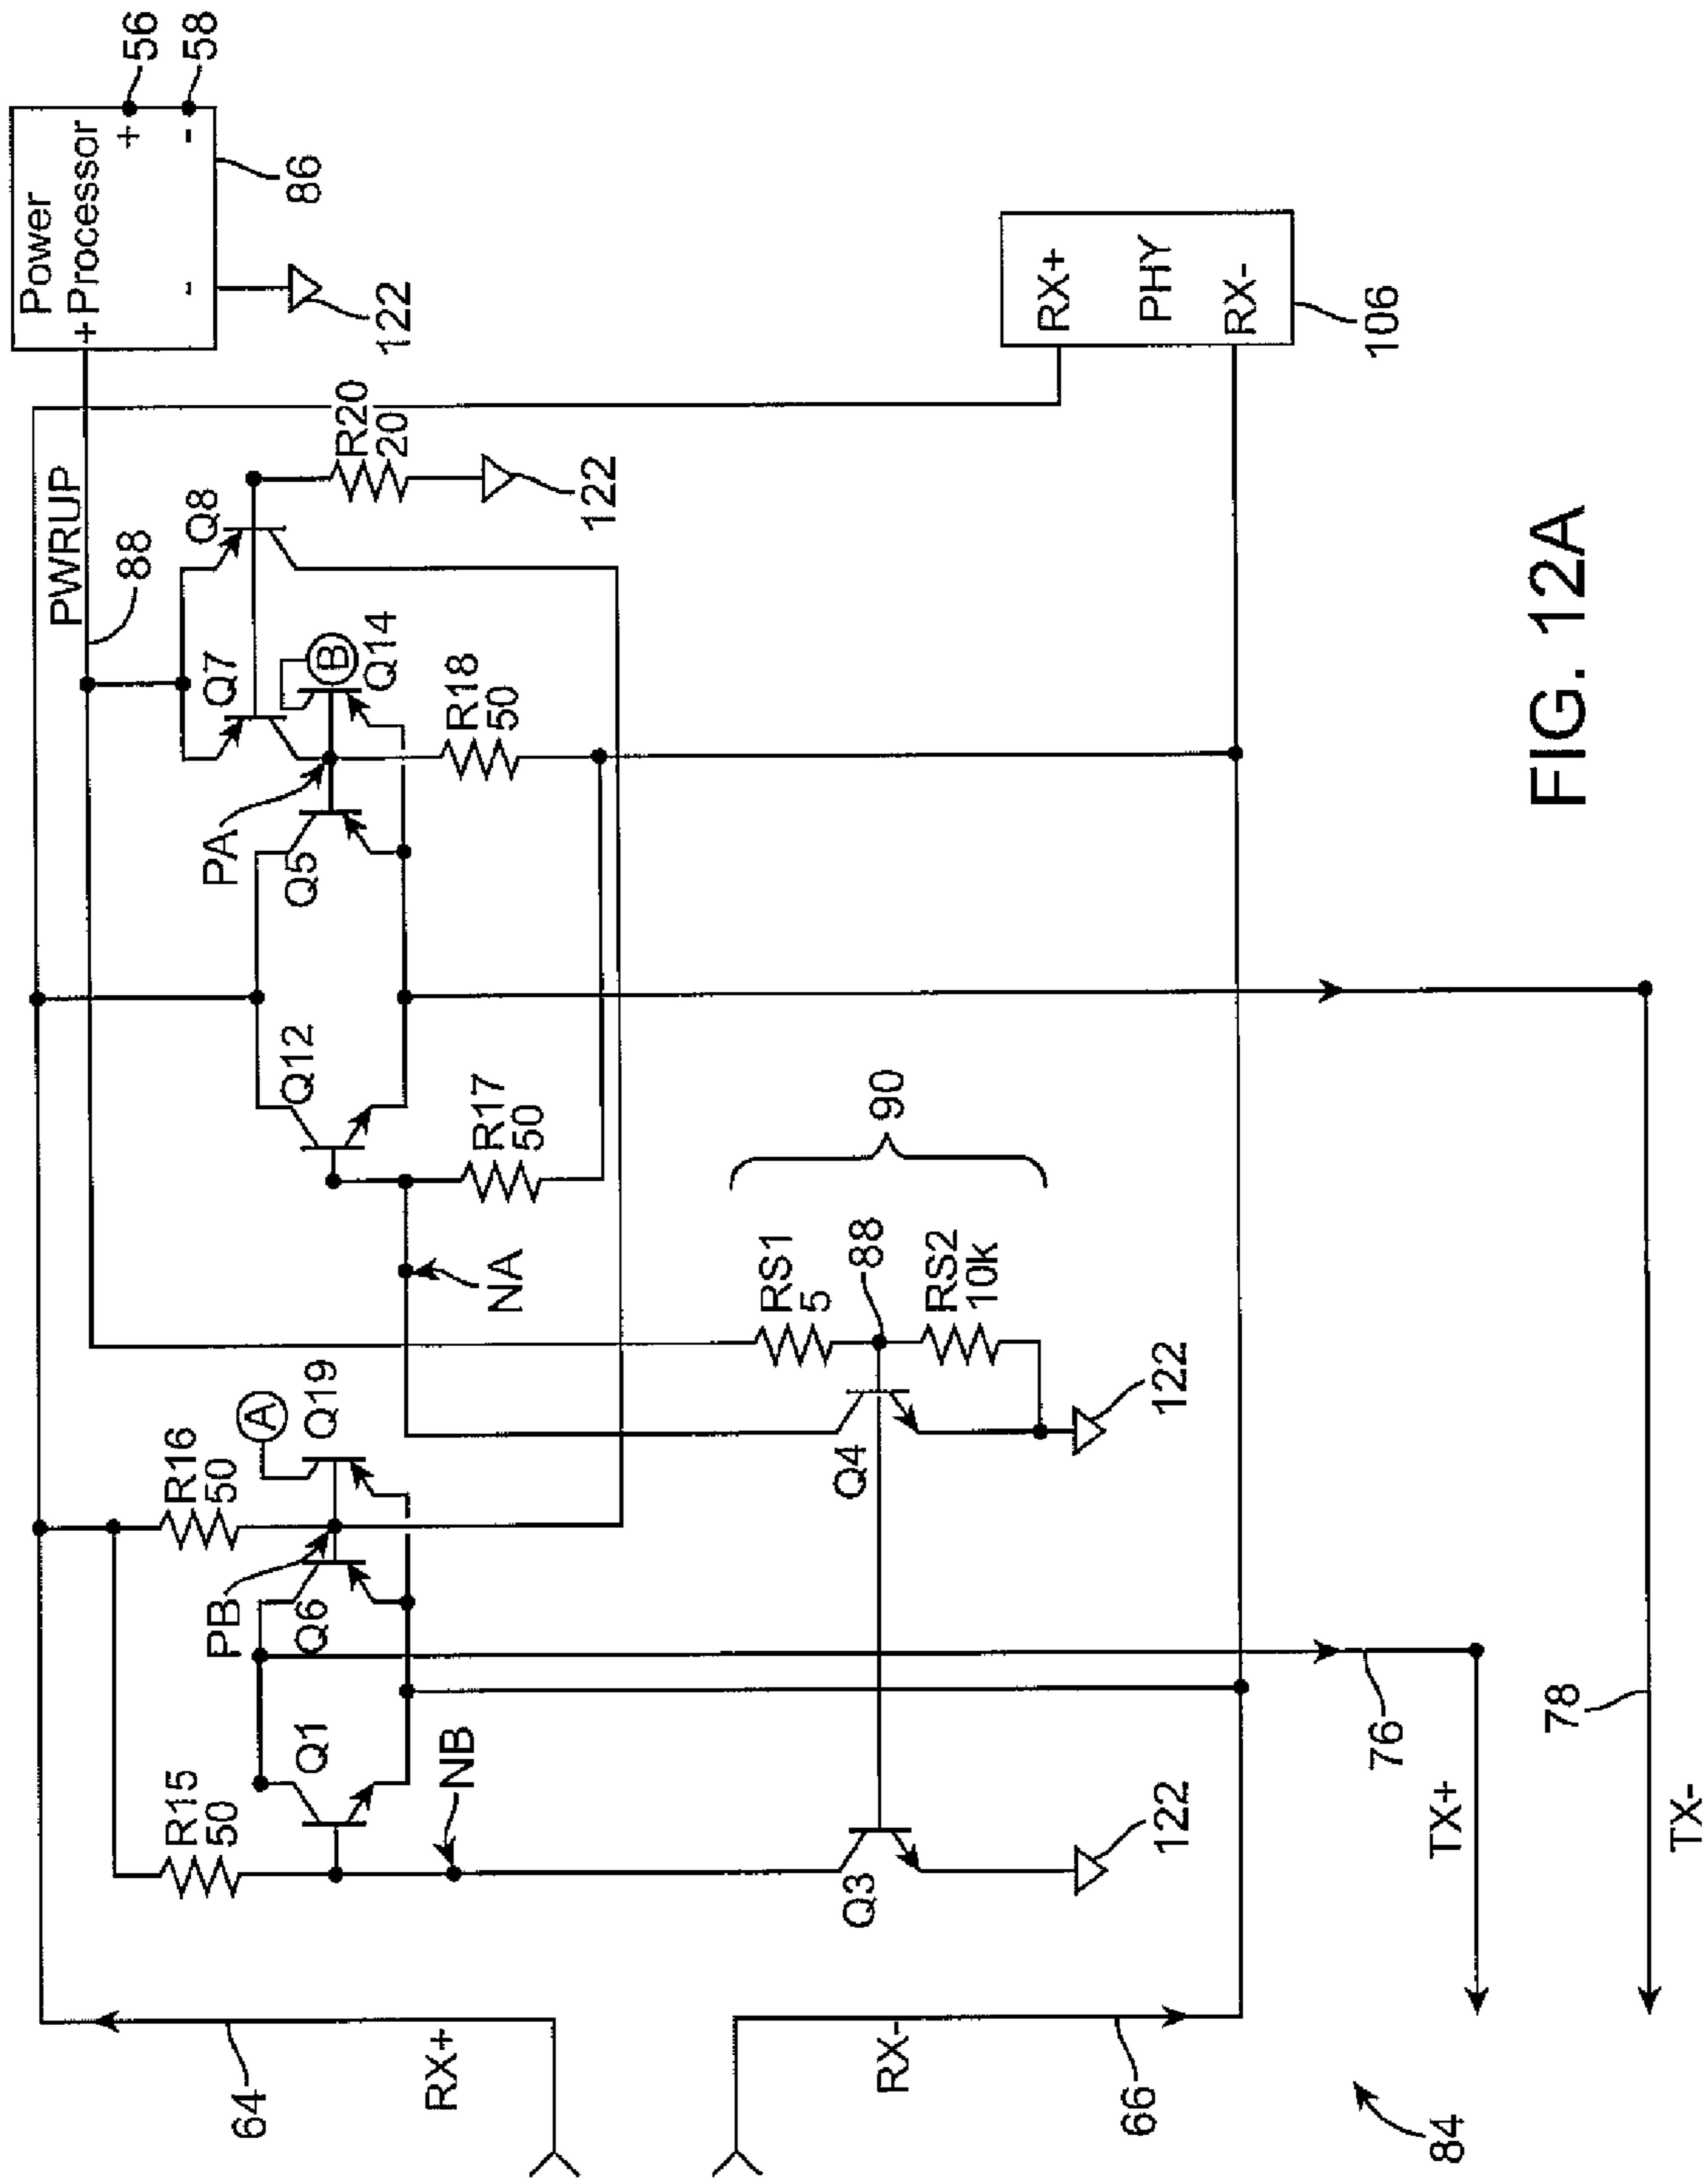 Power
+ Processor
+
-
-
56
58
86
122
PWRUP
88
Q8
Q7
R20
20
122
B
Q14
PA
Q5
R18
50
RX+
PHY
RX-
106
Q12
R17
50
NA
90
RS1
5
88
RS2
10k
Q4
122
R16
50
A
Q19
PB
Q6
R15
50
Q1
NB
Q3
122
64
RX+
RX-
66
76
TX+
78
TX-
84
FIG. 12A